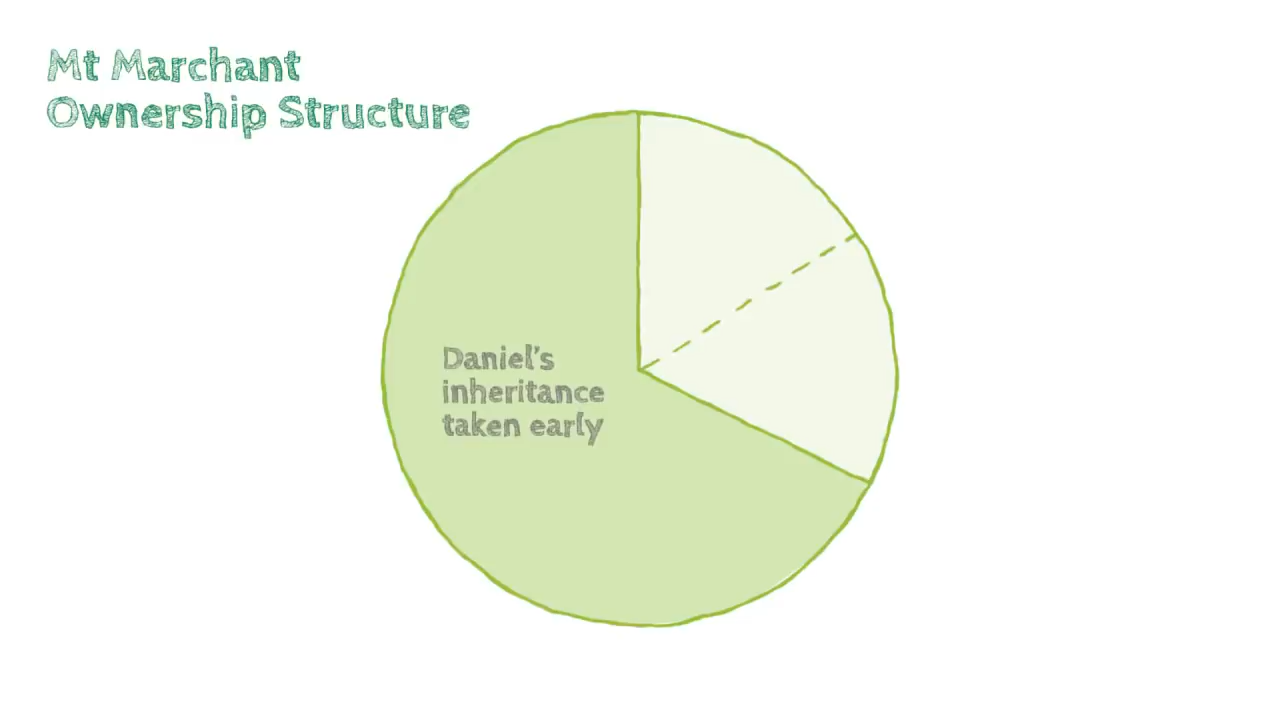 Mt Marchant
Ownership Structure
Daniel's
inheritance
taken early